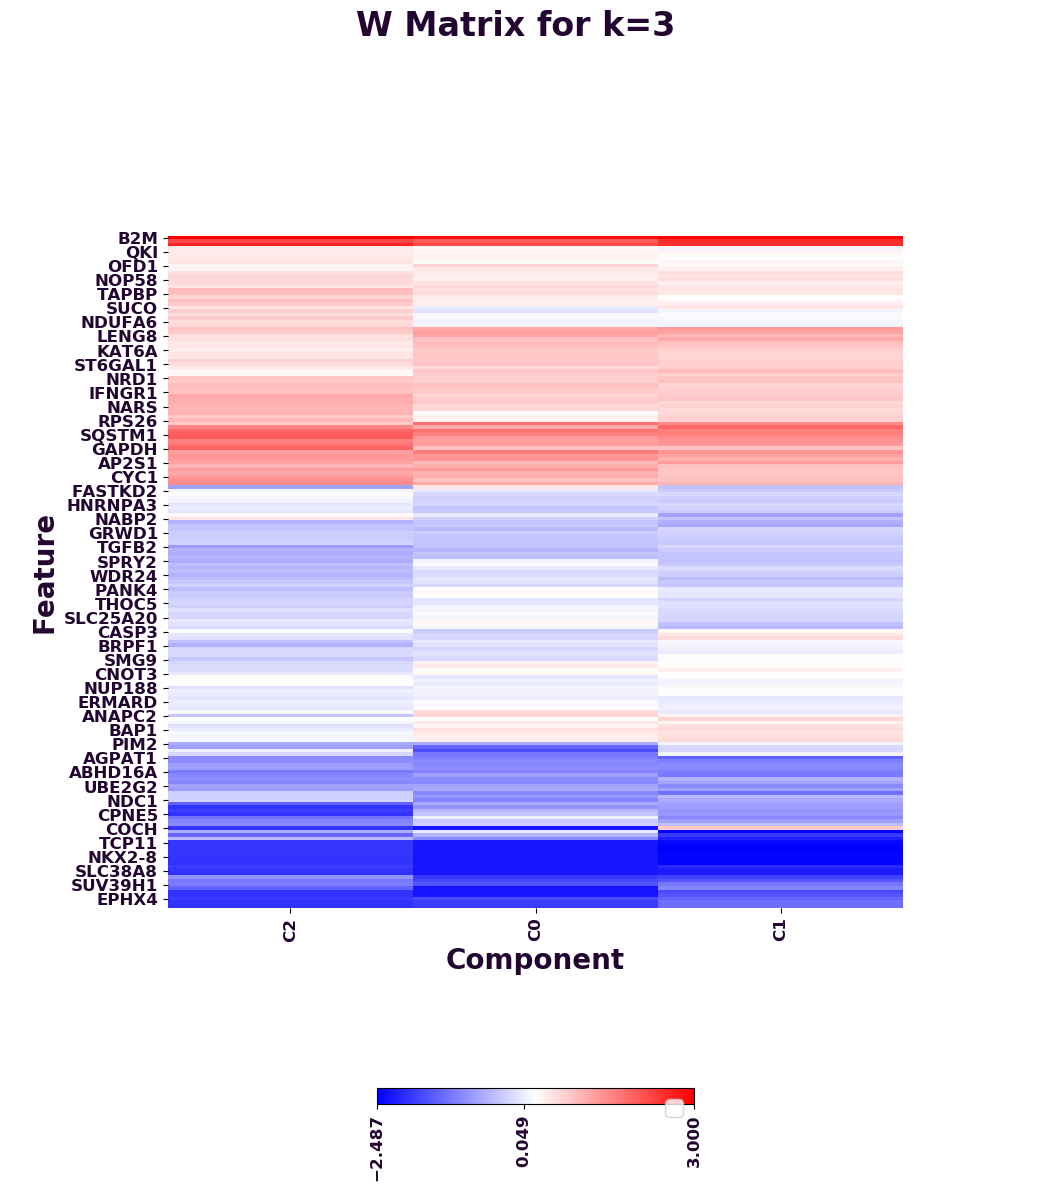 W Matrix for k=3
B2M
QKI
OFD1
NOP58
TAPBP
SUCO
NDUFA6
LENG8
KAT6A
ST6GAL1
NRD1
IFNGR1
NARS
RPS26
SQSTM1
GAPDH
AP2S1
CYC1
FASTKD2
HNRNPA3
NABP2
GRWD1
TGFB2
SPRY2
WDR24
PANK4
THOC5
SLC25A20
CASP3
BRPF1
SMG9
CNOT3
NUP188
ERMARD
ANAPC2
BAP1
PIM2
AGPAT1
ABHD16A
UBE2G2
NDC1
CPNE5
COCH
TCP11
NKX2-8
SLC38A8
SUV39H1
EPHX4
Feature
C2
C0
C1
Component
−2.487
0.049
3.000